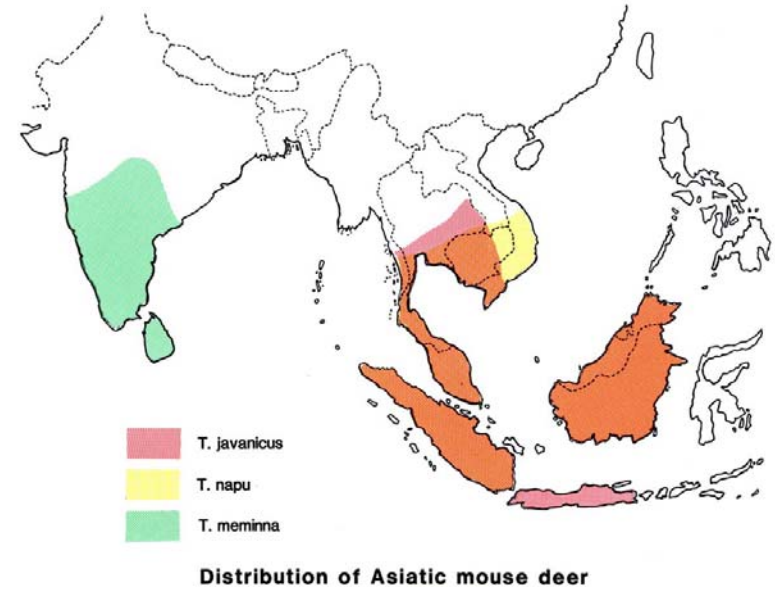 T. javanicus
T. napu
T. meminna
Distribution of Asiatic mouse deer